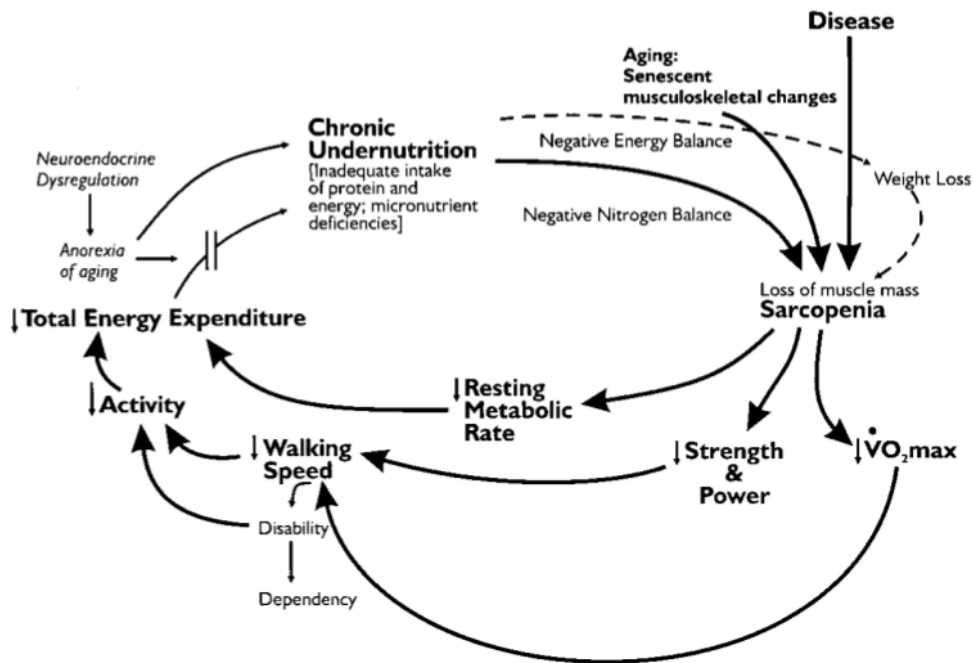 Disease
Aging:
Senescent
musculoskeletal changes
Chronic
Undernutrition
[Inadequate intake
of protein and
energy; micronutrient
deficiencies]
Negative Energy Balance
Neuroendocrine
Dysregulation
Weight Loss
Negative Nitrogen Balance
Anorexia
of aging
Loss of muscle mass
Sarcopenia
↓Total Energy Expenditure
↓Resting
Metabolic
Rate
↓Activity
↓Walking
Speed
↓Strength
&
Power
↓V̇O₂max
Disability
Dependency